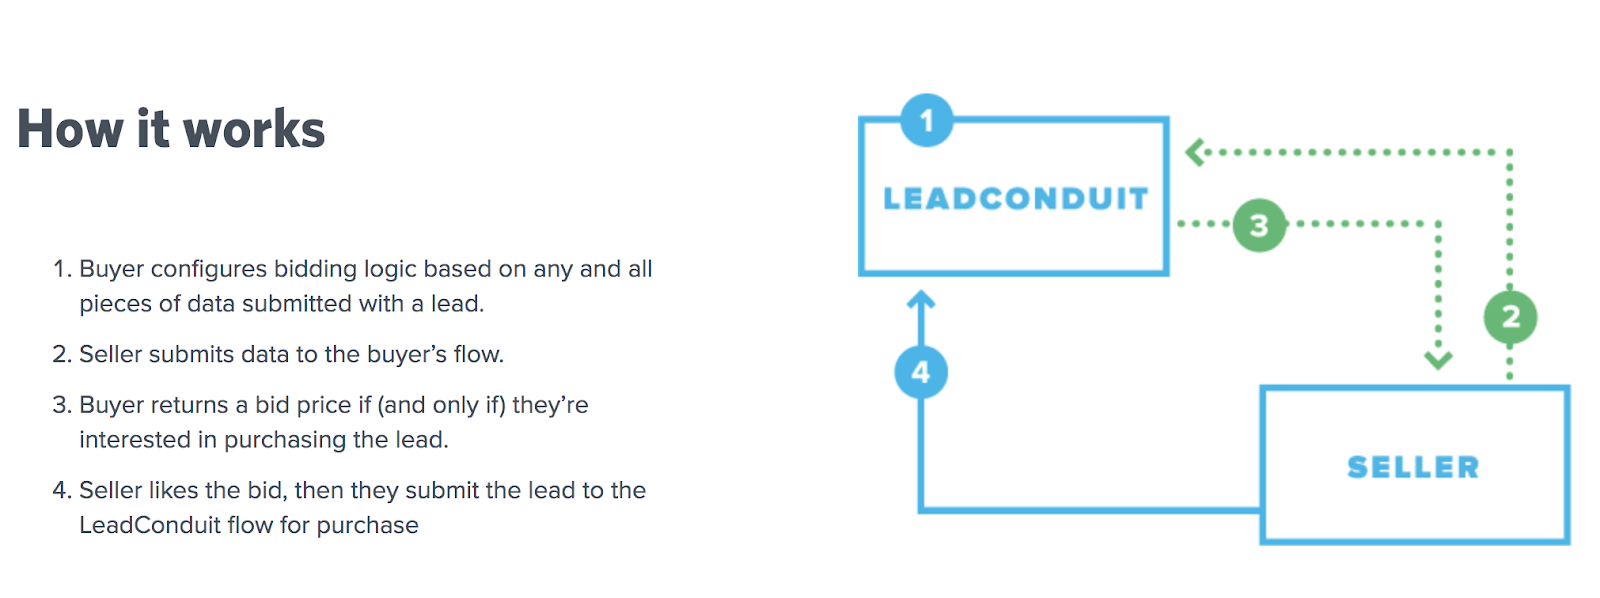 How it works
1. Buyer configures bidding logic based on any and all
pieces of data submitted with a lead.
2. Seller submits data to the buyer’s flow.
3. Buyer returns a bid price if (and only if) they’re
interested in purchasing the lead.
4. Seller likes the bid, then they submit the lead to the
LeadConduit flow for purchase
1
LEADCONDUIT
3
2
4
SELLER